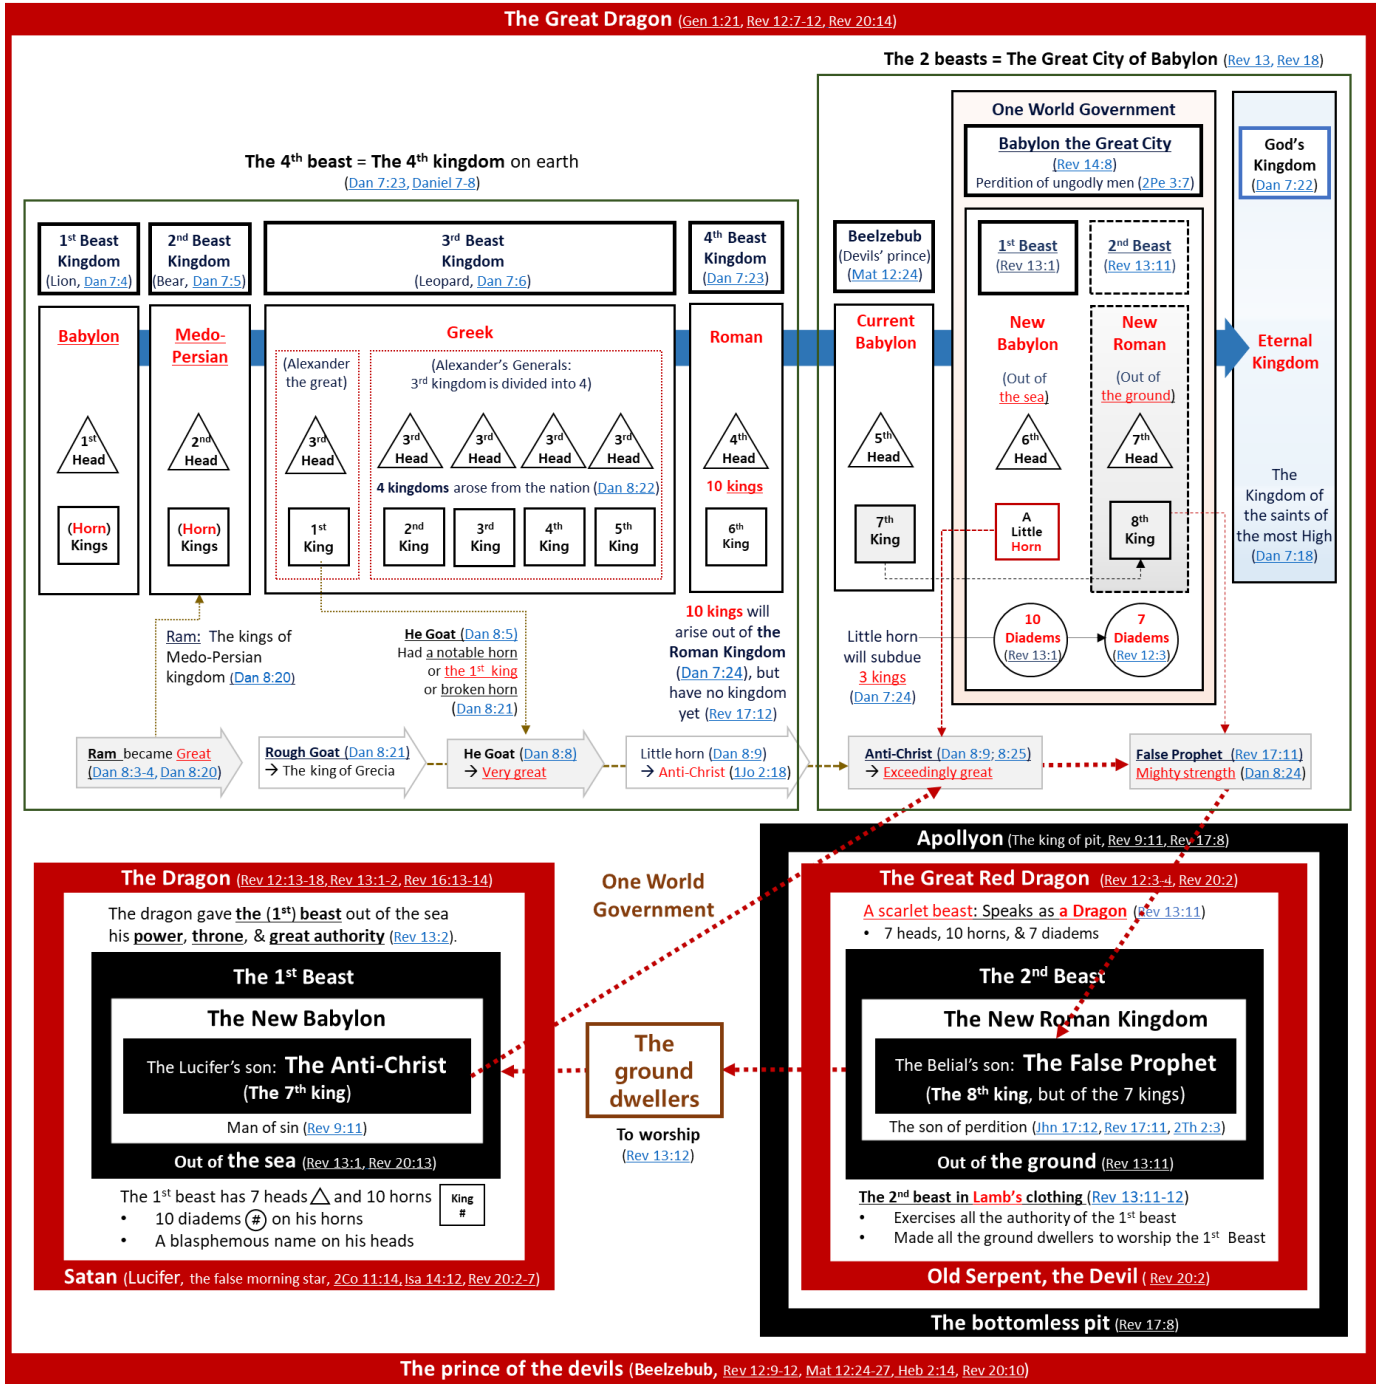 The Great Dragon (Gen 1:21, Rev 12:7-12, Rev 20:14)
The 2 beasts = The Great City of Babylon (Rev 13, Rev 18)
The 4th beast = The 4th kingdom on earth
(Dan 7:23, Daniel 7-8)
1st Beast
Kingdom
(Lion, Dan 7:4)
2nd Beast
Kingdom
(Bear, Dan 7:5)
3rd Beast
Kingdom
(Leopard, Dan 7:6)
4th Beast
Kingdom
(Dan 7:23)
Beelzebub
(Devils' prince)
(Mat 12:24)
One World Government
Babylon the Great City
(Rev 14:8)
Perdition of ungodly men (2Pe 3:7)
1st Beast
(Rev 13:1)
2nd Beast
(Rev 13:11)
God's
Kingdom
(Dan 7:22)
Babylon
1st
Head
(Horn)
Kings
Medo-
Persian
2nd
Head
(Horn)
Kings
Greek
(Alexander
the great)
3rd
Head
1st
King
(Alexander's Generals:
3rd kingdom is divided into 4)
3rd
Head
3rd
Head
3rd
Head
3rd
Head
4 kingdoms arose from the nation (Dan 8:22)
2nd
King
3rd
King
4th
King
5th
King
Roman
4th
Head
10 kings
6th
King
Current
Babylon
5th
Head
7th
King
New
Babylon
(Out of
the sea)
6th
Head
A
Little
Horn
10
Diadems
(Rev 13:1)
New
Roman
(Out of
the ground)
7th
Head
8th
King
7
Diadems
(Rev 12:3)
Eternal
Kingdom
The
Kingdom of
the saints of
the most High
(Dan 7:18)
Ram: The kings of
Medo-Persian
kingdom (Dan 8:20)
He Goat (Dan 8:5)
Had a notable horn
or the 1st king
or broken horn
(Dan 8:21)
10 kings will
arise out of the
Roman Kingdom
(Dan 7:24), but
have no kingdom
yet (Rev 17:12)
Little horn
will subdue
3 kings
(Dan 7:24)
Ram became Great
(Dan 8:3-4, Dan 8:20)
Rough Goat (Dan 8:21)
→ The king of Grecia
He Goat (Dan 8:8)
→ Very great
Little horn (Dan 8:9)
→ Anti-Christ (1Jo 2:18)
Anti-Christ (Dan 8:9; 8:25)
→ Exceedingly great
False Prophet (Rev 17:11)
Mighty strength (Dan 8:24)
The Dragon (Rev 12:13-18, Rev 13:1-2, Rev 16:13-14)
The dragon gave the (1st) beast out of the sea
his power, throne, & great authority (Rev 13:2).
The 1st Beast
The New Babylon
The Lucifer's son: The Anti-Christ
(The 7th king)
Man of sin (Rev 9:11)
Out of the sea (Rev 13:1, Rev 20:13)
The 1st beast has 7 heads △ and 10 horns
King
#
• 10 diadems # on his horns
• A blasphemous name on his heads
Satan (Lucifer, the false morning star, 2Co 11:14, Isa 14:12, Rev 20:2-7)
One World
Government
The
ground
dwellers
To worship
(Rev 13:12)
Apollyon (The king of pit, Rev 9:11, Rev 17:8)
The Great Red Dragon (Rev 12:3-4, Rev 20:2)
A scarlet beast: Speaks as a Dragon (Rev 13:11)
• 7 heads, 10 horns, & 7 diadems
The 2nd Beast
The New Roman Kingdom
The Belial's son: The False Prophet
(The 8th king, but of the 7 kings)
The son of perdition (Jhn 17:12, Rev 17:11, 2Th 2:3)
Out of the ground (Rev 13:11)
The 2nd beast in Lamb's clothing (Rev 13:11-12)
• Exercises all the authority of the 1st beast
• Made all the ground dwellers to worship the 1st Beast
Old Serpent, the Devil ( Rev 20:2)
The bottomless pit (Rev 17:8)
The prince of the devils (Beelzebub, Rev 12:9-12, Mat 12:24-27, Heb 2:14, Rev 20:10)